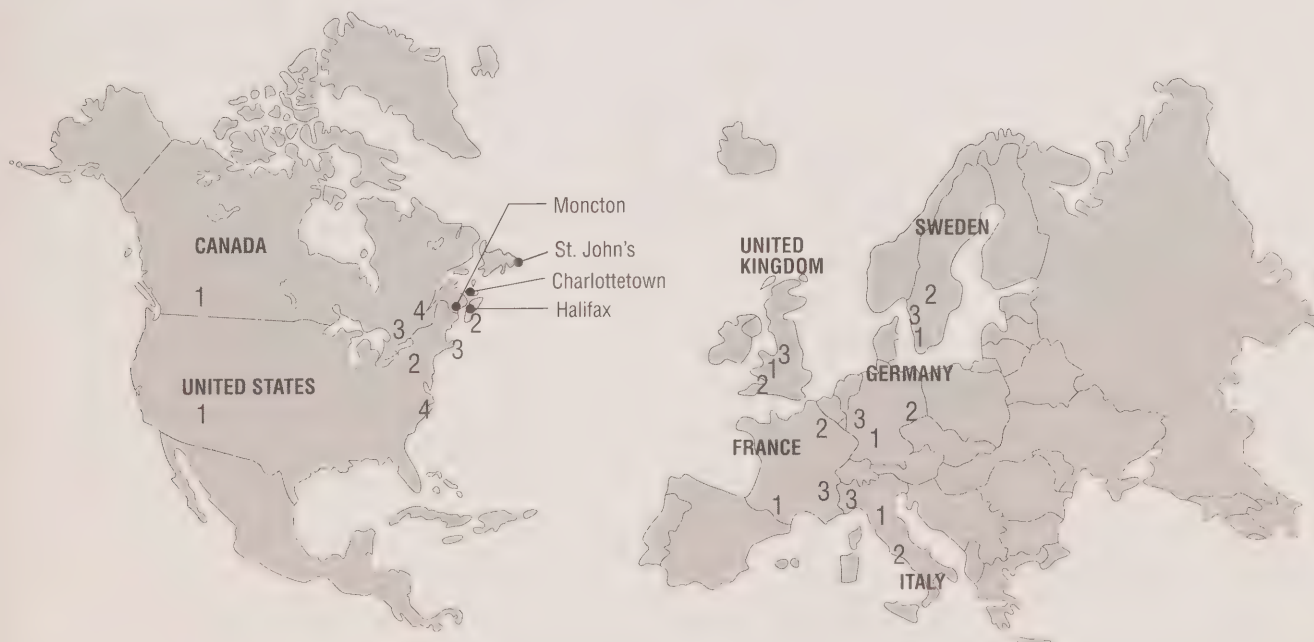 Moncton
St. John's
Charlottetown
Halifax
CANADA
1
4
3
2
UNITED STATES
1
2
3
4
SWEDEN
2
3
1
UNITED
KINGDOM
3
1
2
GERMANY
3
2
1
FRANCE
2
1
3
3
1
2
ITALY